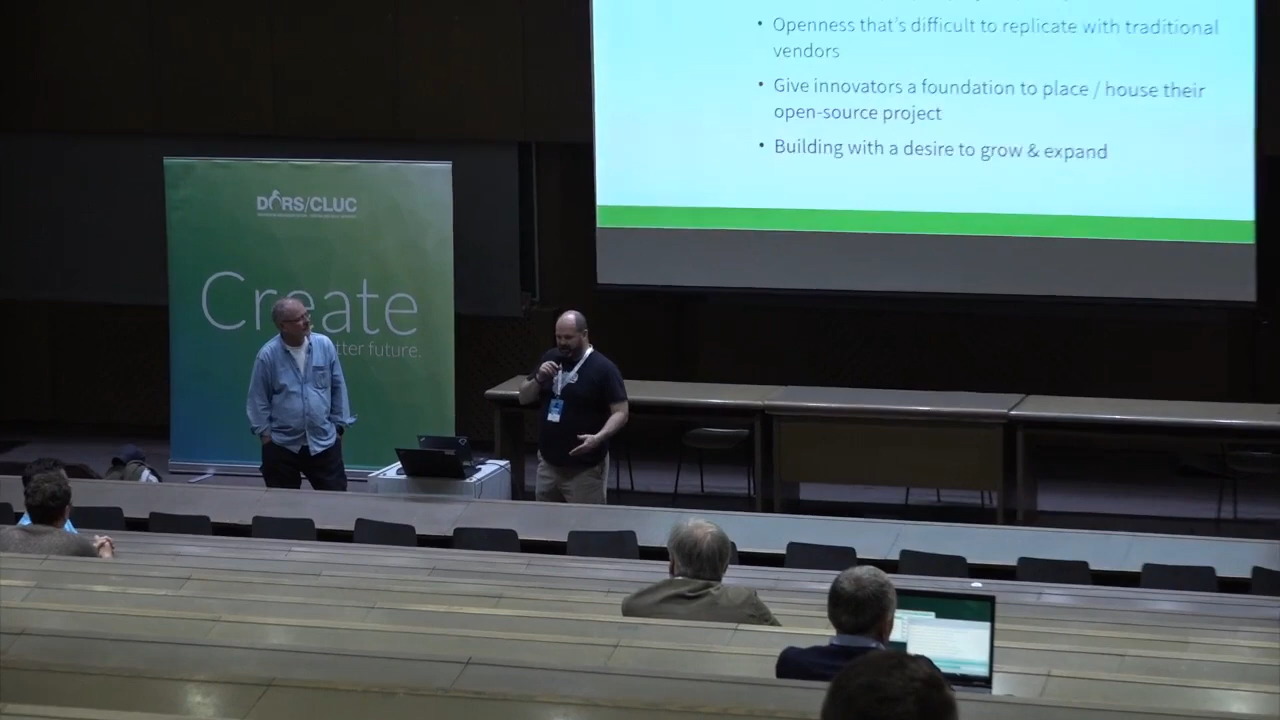 • Openness that's difficult to replicate with traditional
vendors
• Give innovators a foundation to place / house their
open-source project
• Building with a desire to grow & expand
DORS/CLUC
Create
tter future.